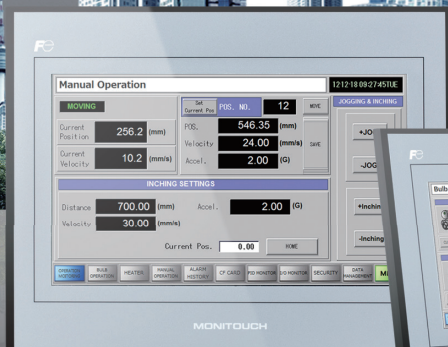 Fe
Manual Operation
12-12-18 09:27:45TUE
MOVING
Set Current Pos
POS. NO.
12
MOVE
JOGGING & INCHING
Current Position
256.2 (mm)
POS.
546.35 (mm)
+JO
Velocity
24.00 (mm/s)
SAVE
Current Velocity
10.2 (mm/s)
Accel.
2.00 (G)
-JOG
INCHING SETTINGS
Distance
700.00 (mm)
Accel.
2.00 (G)
+Inchin
Velocity
30.00 (mm/s)
Current Pos.
0.00
HOME
-Inching
OPERATION MONITORING
BULB OPERATION
HEATER
MANUAL OPERATION
ALARM HISTORY
CF CARD
PID MONITOR
I/O MONITOR
SECURITY
DATA MANAGEMENT
M
MONITOUCH
Fe
Bulb